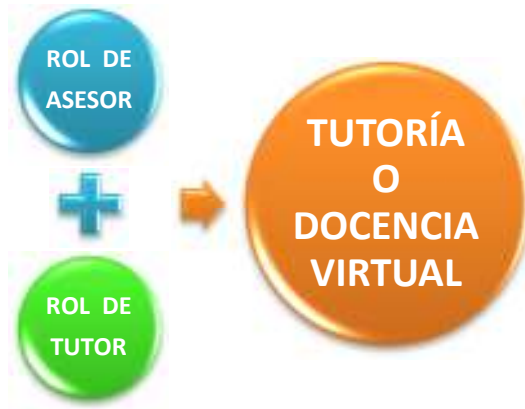 ROL DE
ASESOR
ROL DE
TUTOR
TUTORÍA
O
DOCENCIA
VIRTUAL